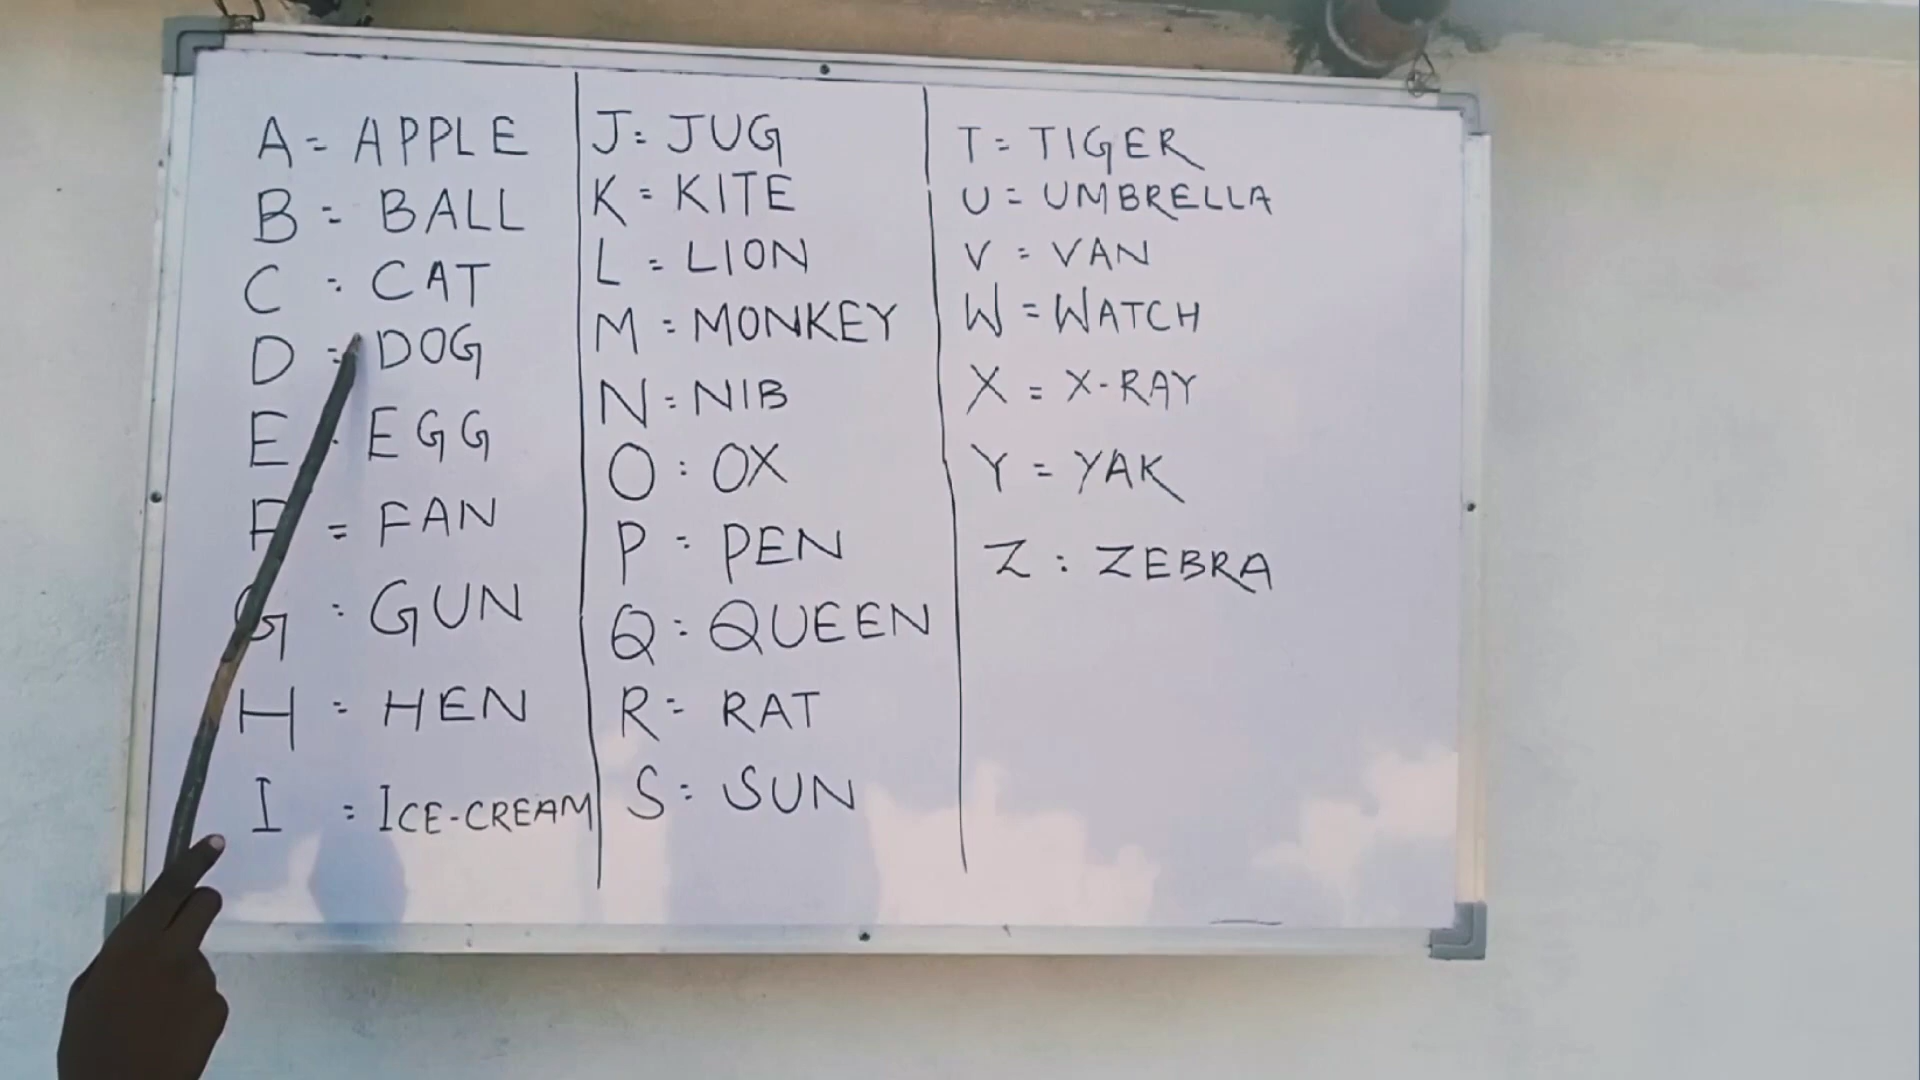 A = APPLE
B = BALL
C = CAT
D = DOG
E = EGG
F = FAN
G = GUN
H = HEN
I = ICE-CREAM
J = JUG
K = KITE
L = LION
M = MONKEY
N = NIB
O = OX
P = PEN
Q = QUEEN
R = RAT
S = SUN
T = TIGER
U = UMBRELLA
V = VAN
W = WATCH
X = X-RAY
Y = YAK
Z = ZEBRA